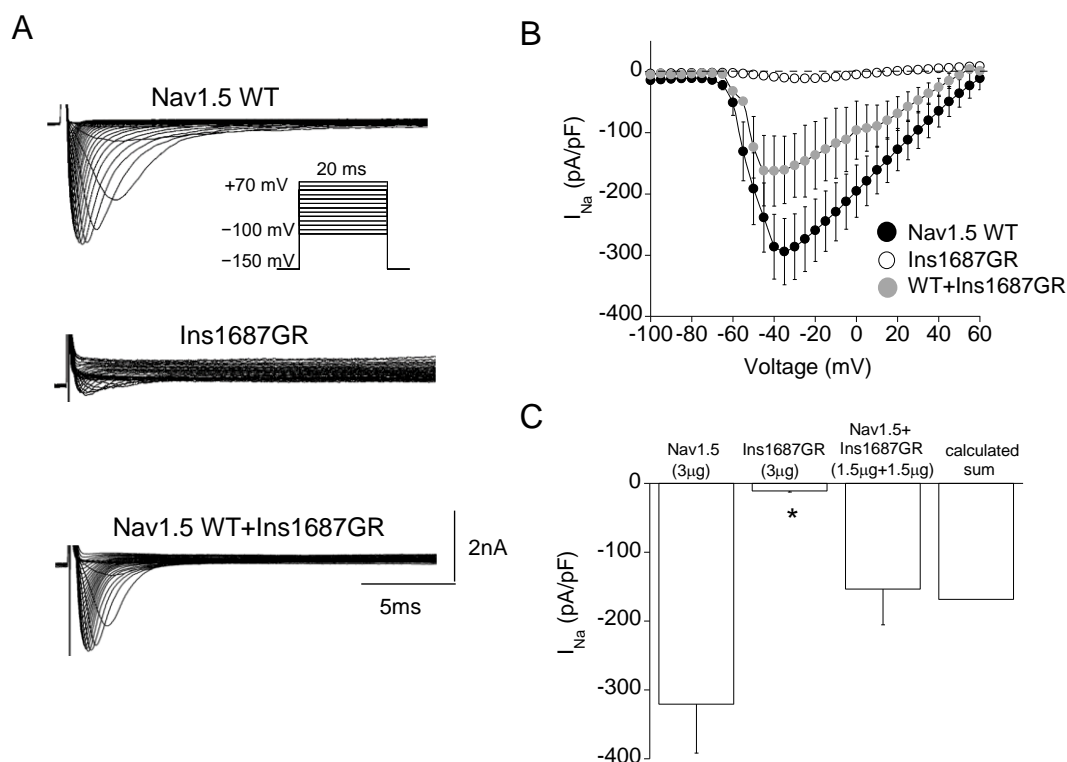 A
Nav1.5 WT
20 ms
+70 mV
−100 mV
−150 mV
Ins1687GR
Nav1.5 WT+Ins1687GR
2nA
5ms
B
0
-100
-200
-300
-400
I_Na (pA/pF)
-100 -80 -60 -40 -20 0 20 40 60
Voltage (mV)
Nav1.5 WT
Ins1687GR
WT+Ins1687GR
C
Nav1.5
(3µg)
Ins1687GR
(3µg)
Nav1.5+
Ins1687GR
(1.5µg+1.5µg)
calculated
sum
0
-100
-200
-300
-400
I_Na (pA/pF)
*